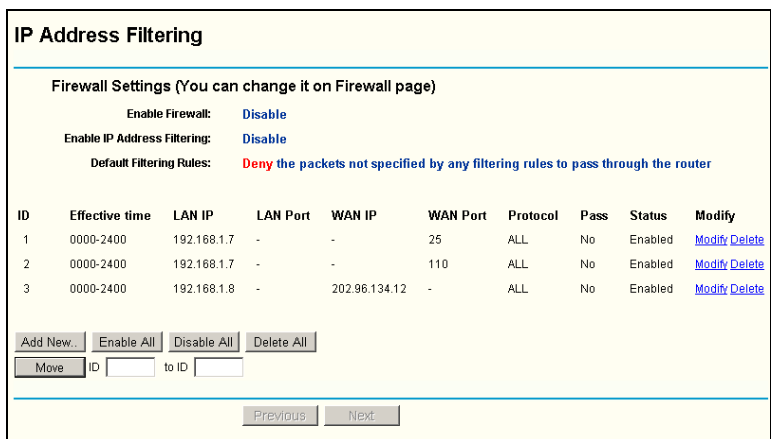 IP Address Filtering
Firewall Settings (You can change it on Firewall page)
Enable Firewall: Disable
Enable IP Address Filtering: Disable
Default Filtering Rules: Deny the packets not specified by any filtering rules to pass through the router
ID Effective time LAN IP LAN Port WAN IP WAN Port Protocol Pass Status Modify
1 0000-2400 192.168.1.7 - - 25 ALL No Enabled Modify Delete
2 0000-2400 192.168.1.7 - - 110 ALL No Enabled Modify Delete
3 0000-2400 192.168.1.8 - 202.96.134.12 - ALL No Enabled Modify Delete
Add New.. Enable All Disable All Delete All
Move ID to ID
Previous Next